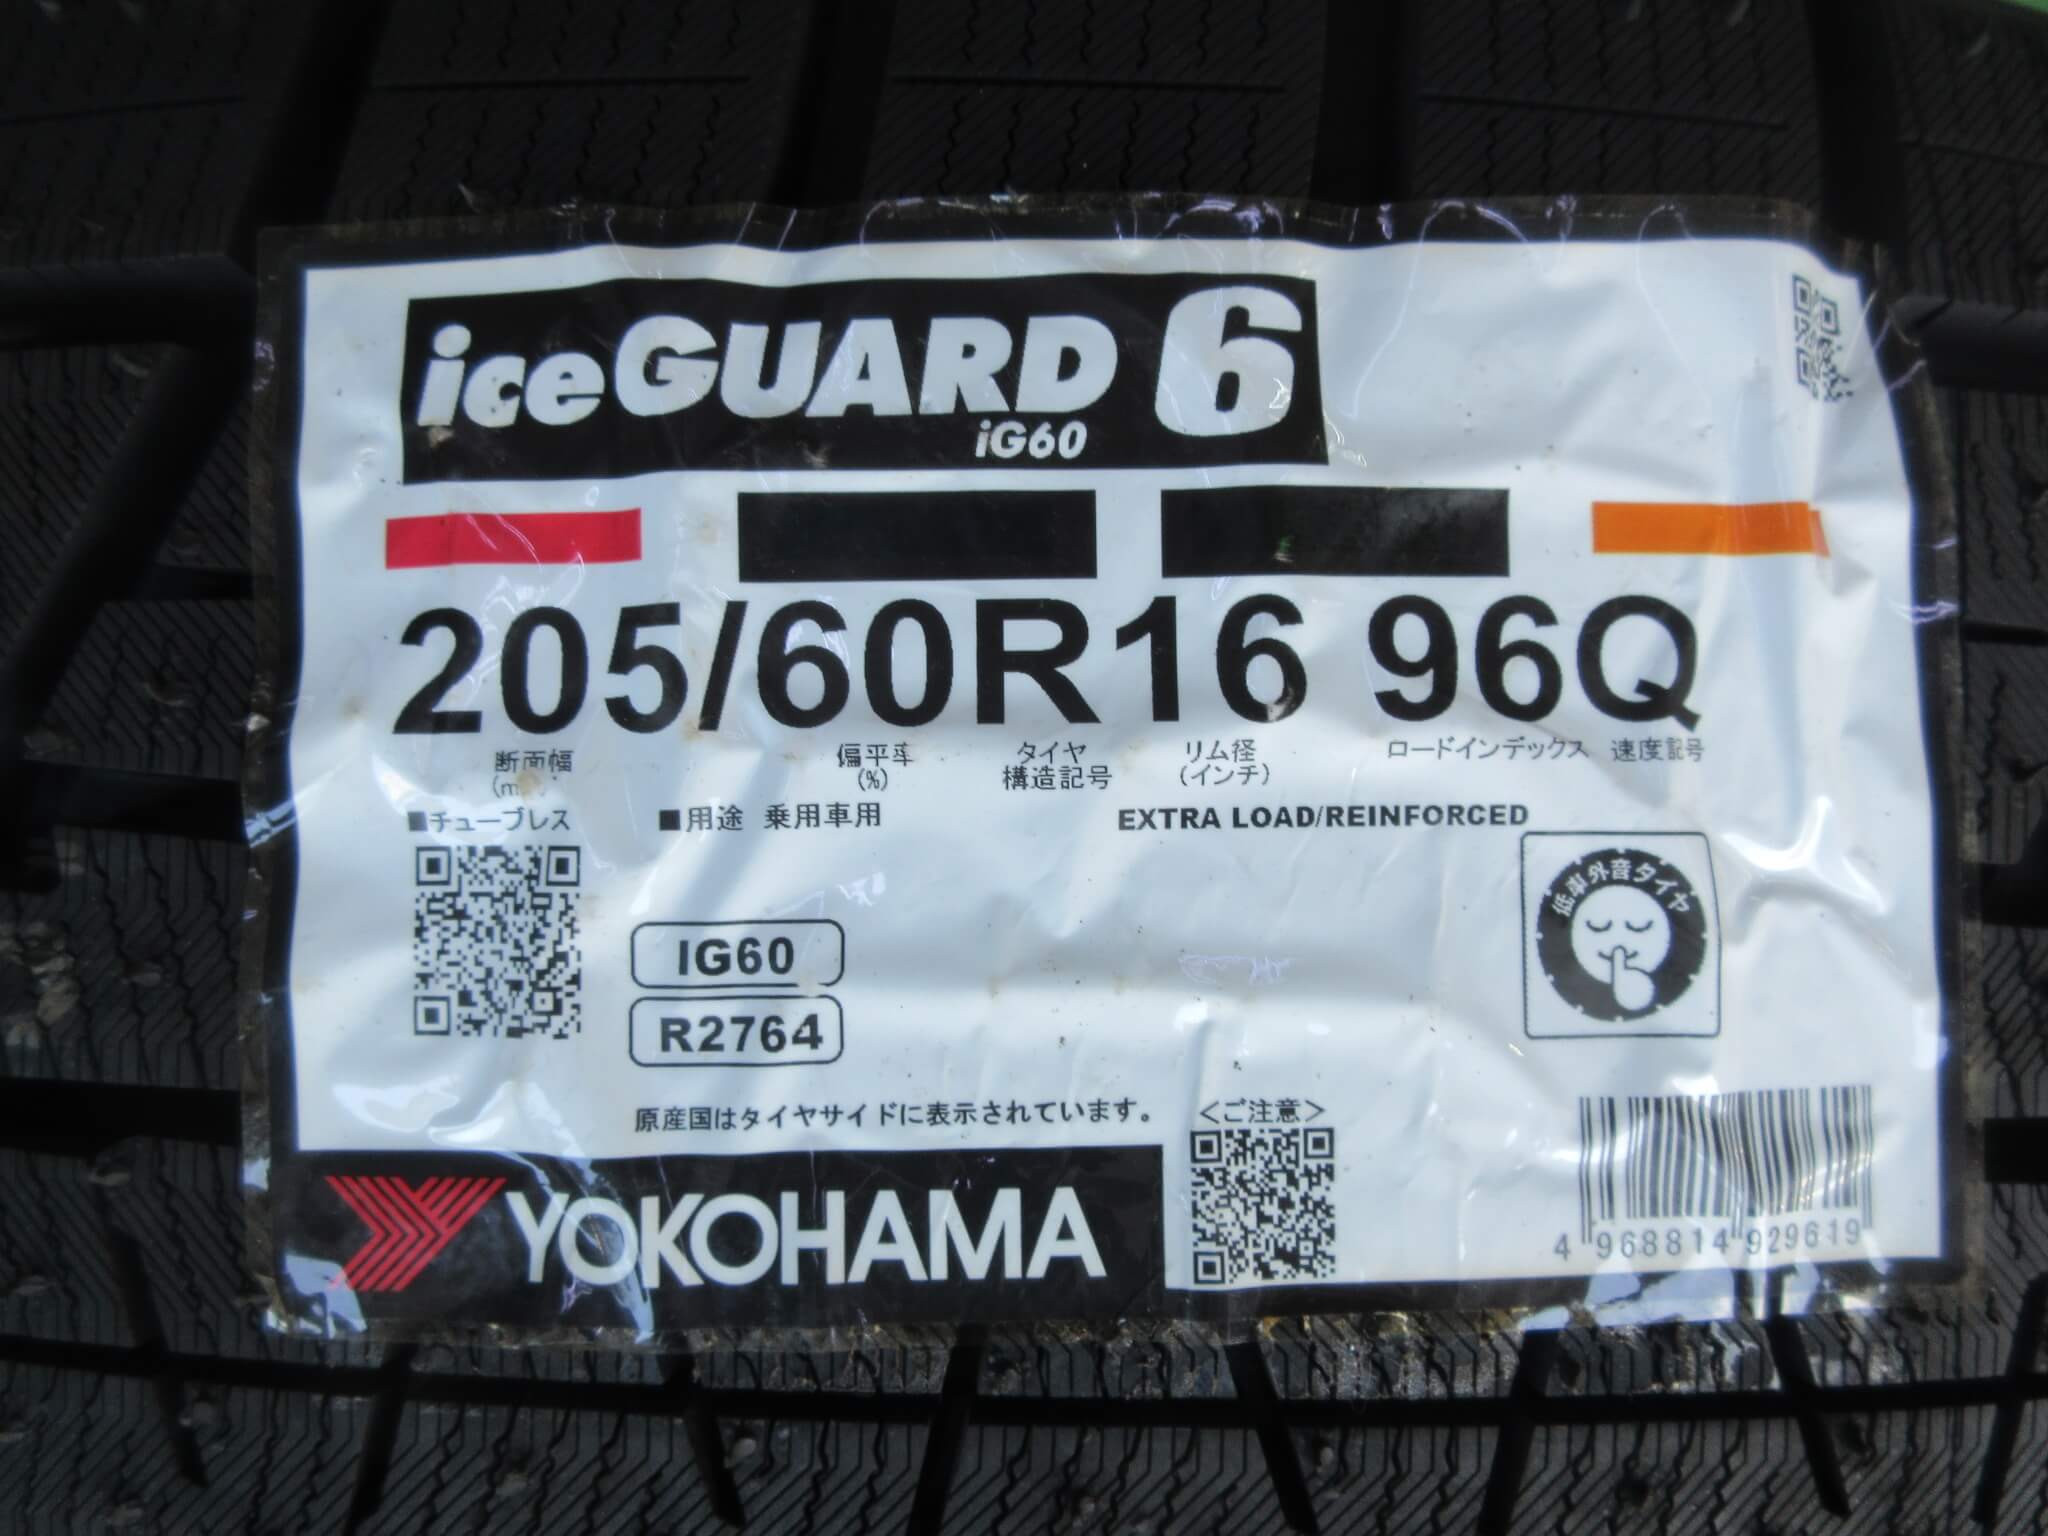 iceGUARD 6
iG60
205/60R16 96Q
断面幅 偏平率 タイヤ リム径 ロードインデックス 速度記号
(%) 構造記号 (インチ)
■チューブレス ■用途 乗用車用 EXTRA LOAD/REINFORCED
低車外音タイヤ
IG60
R2764
原産国はタイヤサイドに表示されています。
<ご注意>
YOKOHAMA
4 968814 929619